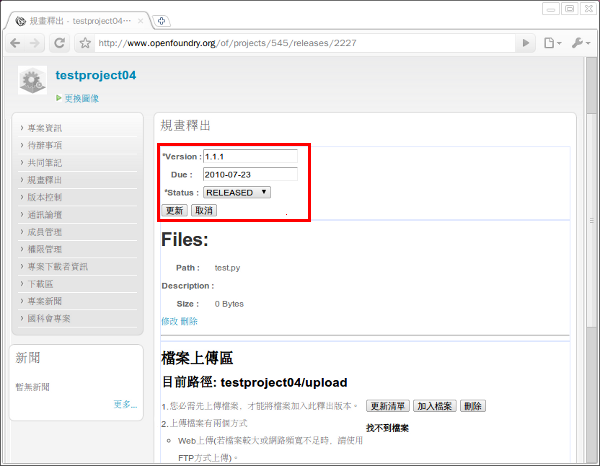 規畫釋出 - testproject04...
http://www.openfoundry.org/of/projects/545/releases/2227
testproject04
更換圖像
專案資訊
待辦事項
共同筆記
規畫釋出
版本控制
通訊論壇
成員管理
權限管理
專案下載者資訊
下載區
專案新聞
國科會專案
新聞
暫無新聞
更多...
規畫釋出
*Version : 1.1.1
Due : 2010-07-23
*Status : RELEASED
更新 取消
Files:
Path : test.py
Description :
Size : 0 Bytes
修改 刪除
檔案上傳區
目前路徑: testproject04/upload
1. 您必需先上傳檔案，才能將檔案加入此釋出版本。
2. 上傳檔案有兩個方式
Web上傳(若檔案較大或網路頻寬不足時，請使用
FTP方式上傳)。
更新清單 加入檔案 刪除
找不到檔案